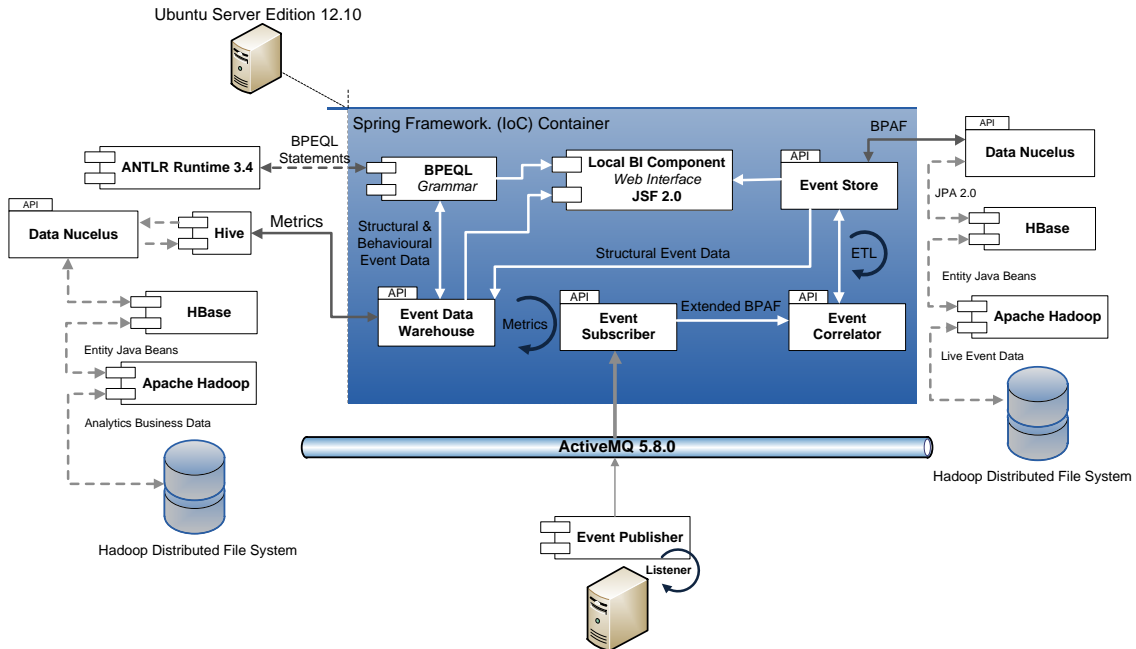 Ubuntu Server Edition 12.10
Spring Framework. (IoC) Container
BPEQL
Statements
ANTLR Runtime 3.4
BPEQL
Grammar
Local BI Component
Web Interface
JSF 2.0
API
Event Store
BPAF
API
Data Nucelus
JPA 2.0
HBase
Entity Java Beans
Apache Hadoop
Live Event Data
Hadoop Distributed File System
API
Data Nucelus
Hive
Metrics
Structural &
Behavioural
Event Data
Structural Event Data
ETL
API
Event Data
Warehouse
Metrics
API
Event
Subscriber
Extended BPAF
API
Event
Correlator
HBase
Entity Java Beans
Apache Hadoop
Analytics Business Data
Hadoop Distributed File System
ActiveMQ 5.8.0
Event Publisher
Listener